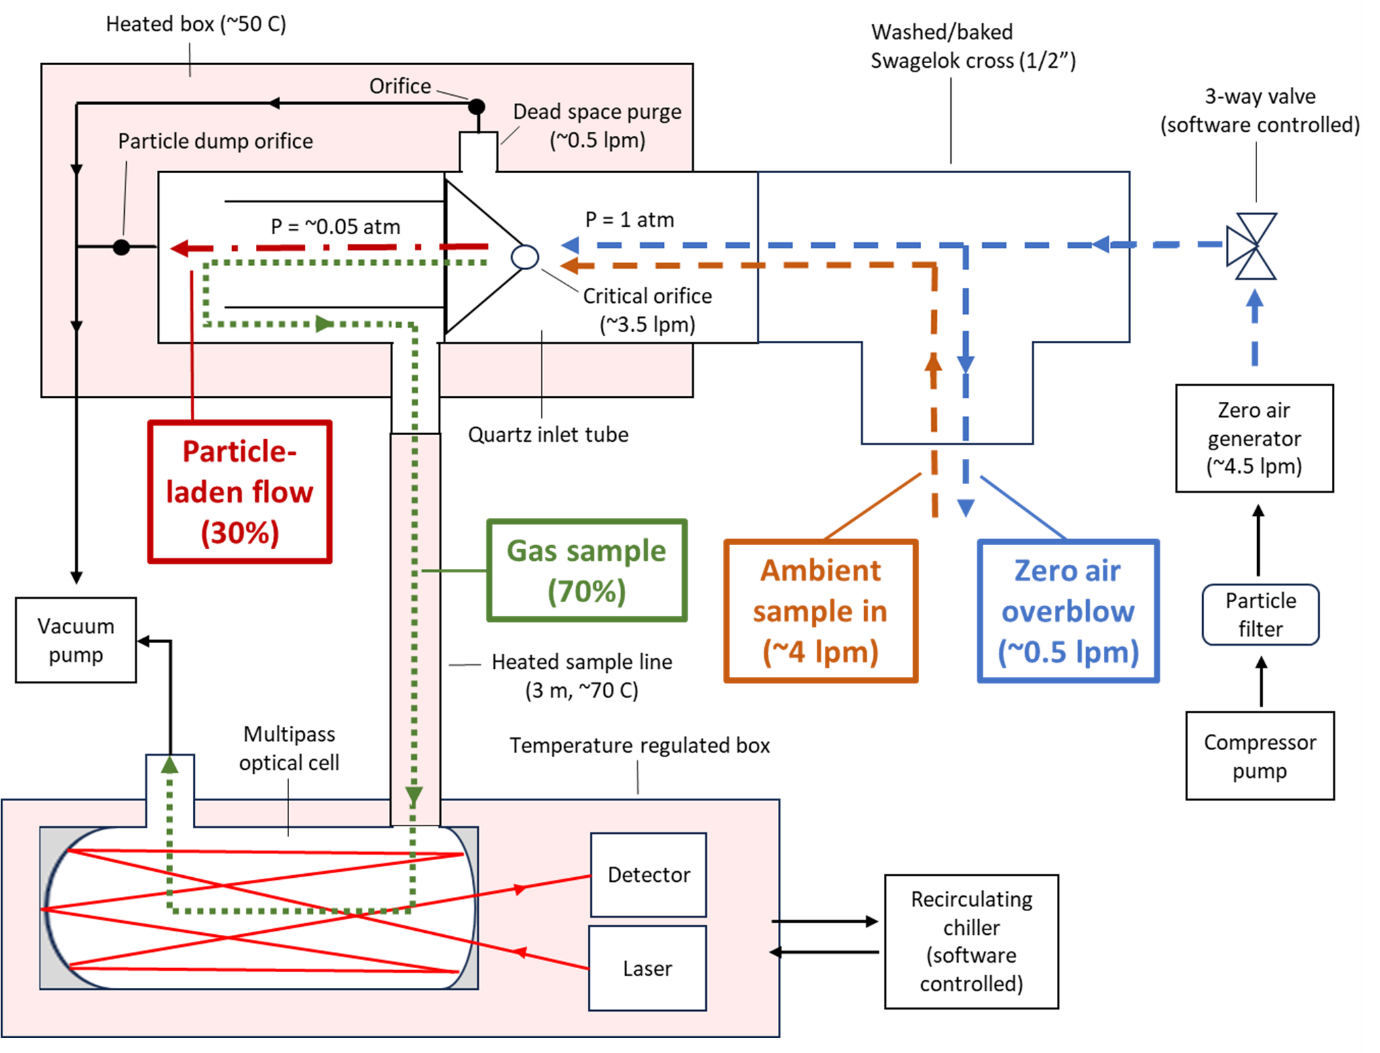 Heated box (~50 C)
Washed/baked
Swagelok cross (1/2”)
Orifice
3-way valve
(software controlled)
Dead space purge
(~0.5 lpm)
Particle dump orifice
P = ~0.05 atm
P = 1 atm
Critical orifice
(~3.5 lpm)
Quartz inlet tube
Zero air
generator
(~4.5 lpm)
Particle-
laden flow
(30%)
Gas sample
(70%)
Ambient
sample in
(~4 lpm)
Zero air
overblow
(~0.5 lpm)
Particle
filter
Vacuum
pump
Heated sample line
(3 m, ~70 C)
Compressor
pump
Multipass
optical cell
Temperature regulated box
Detector
Laser
Recirculating
chiller
(software
controlled)